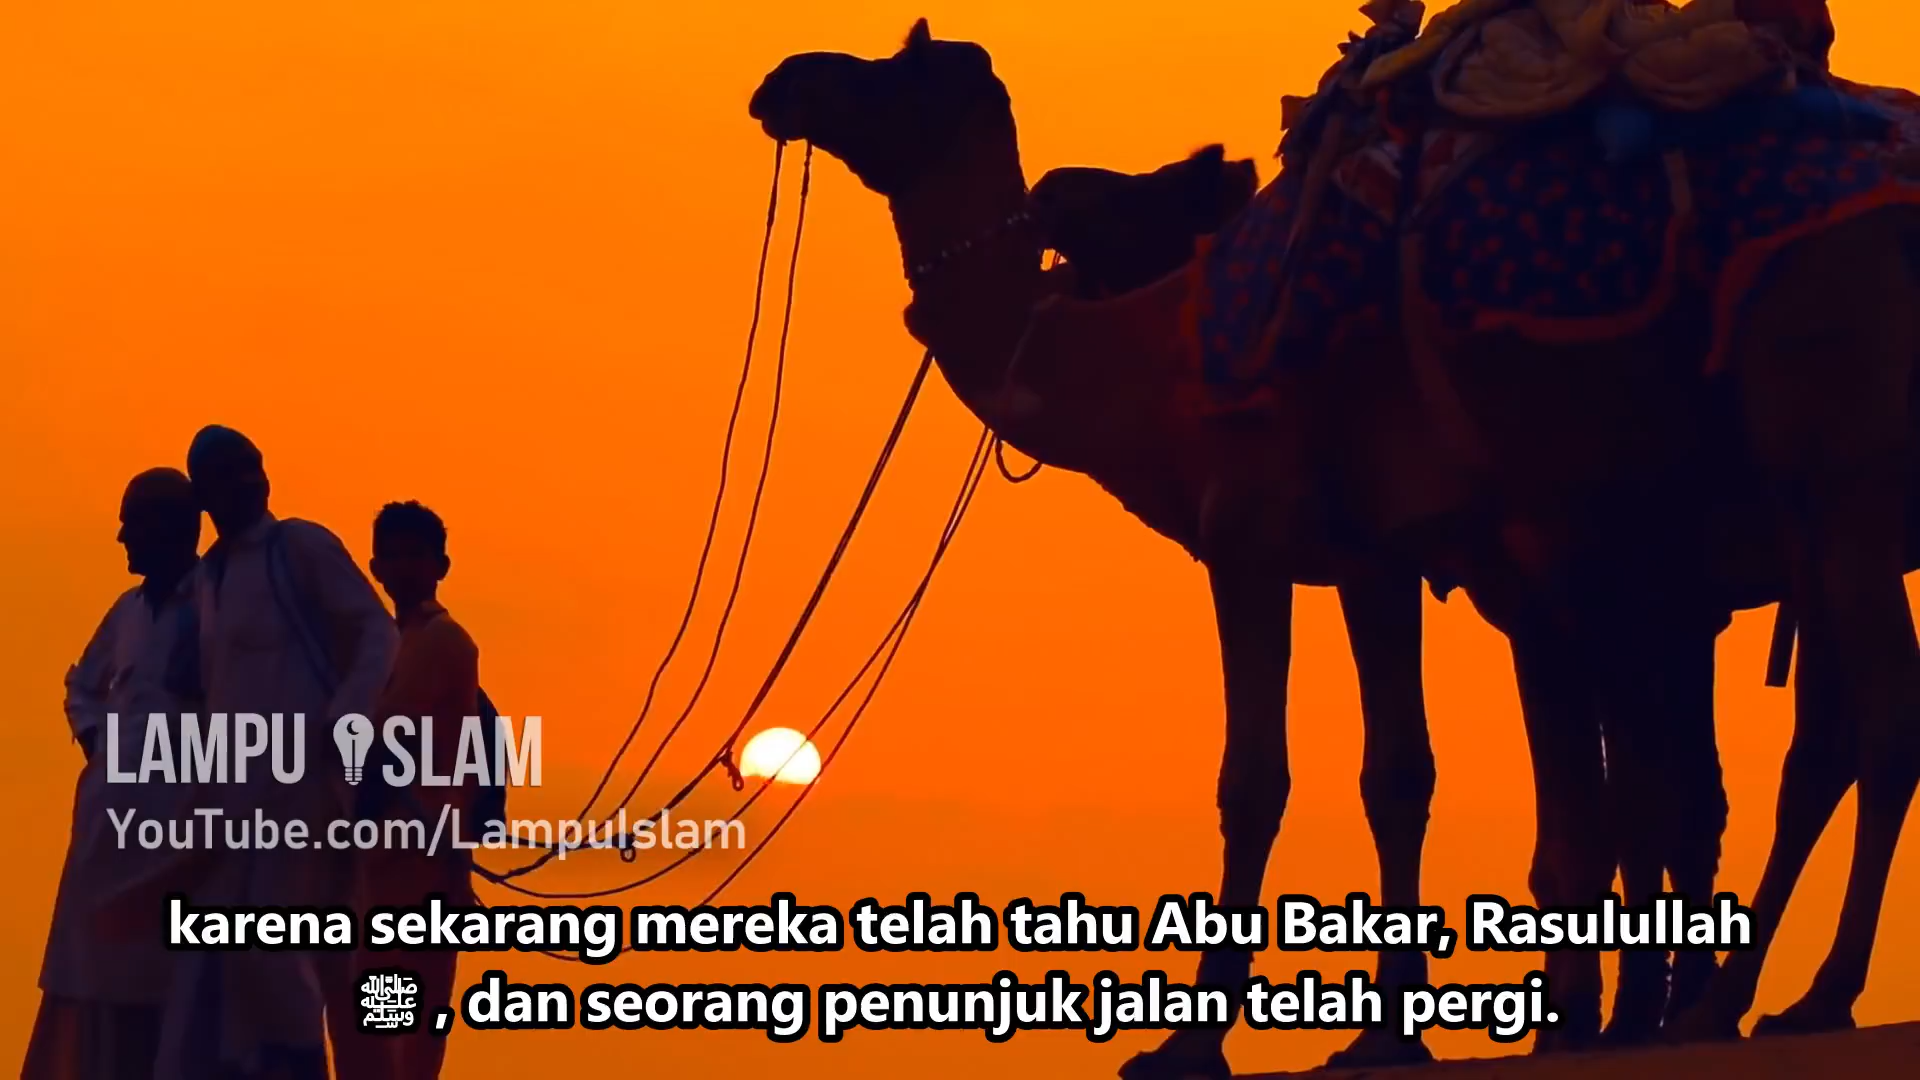 LAMPU ISLAM
YouTube.com/LampuIslam
karena sekarang mereka telah tahu Abu Bakar, Rasulullah
ﷺ , dan seorang penunjuk jalan telah pergi.